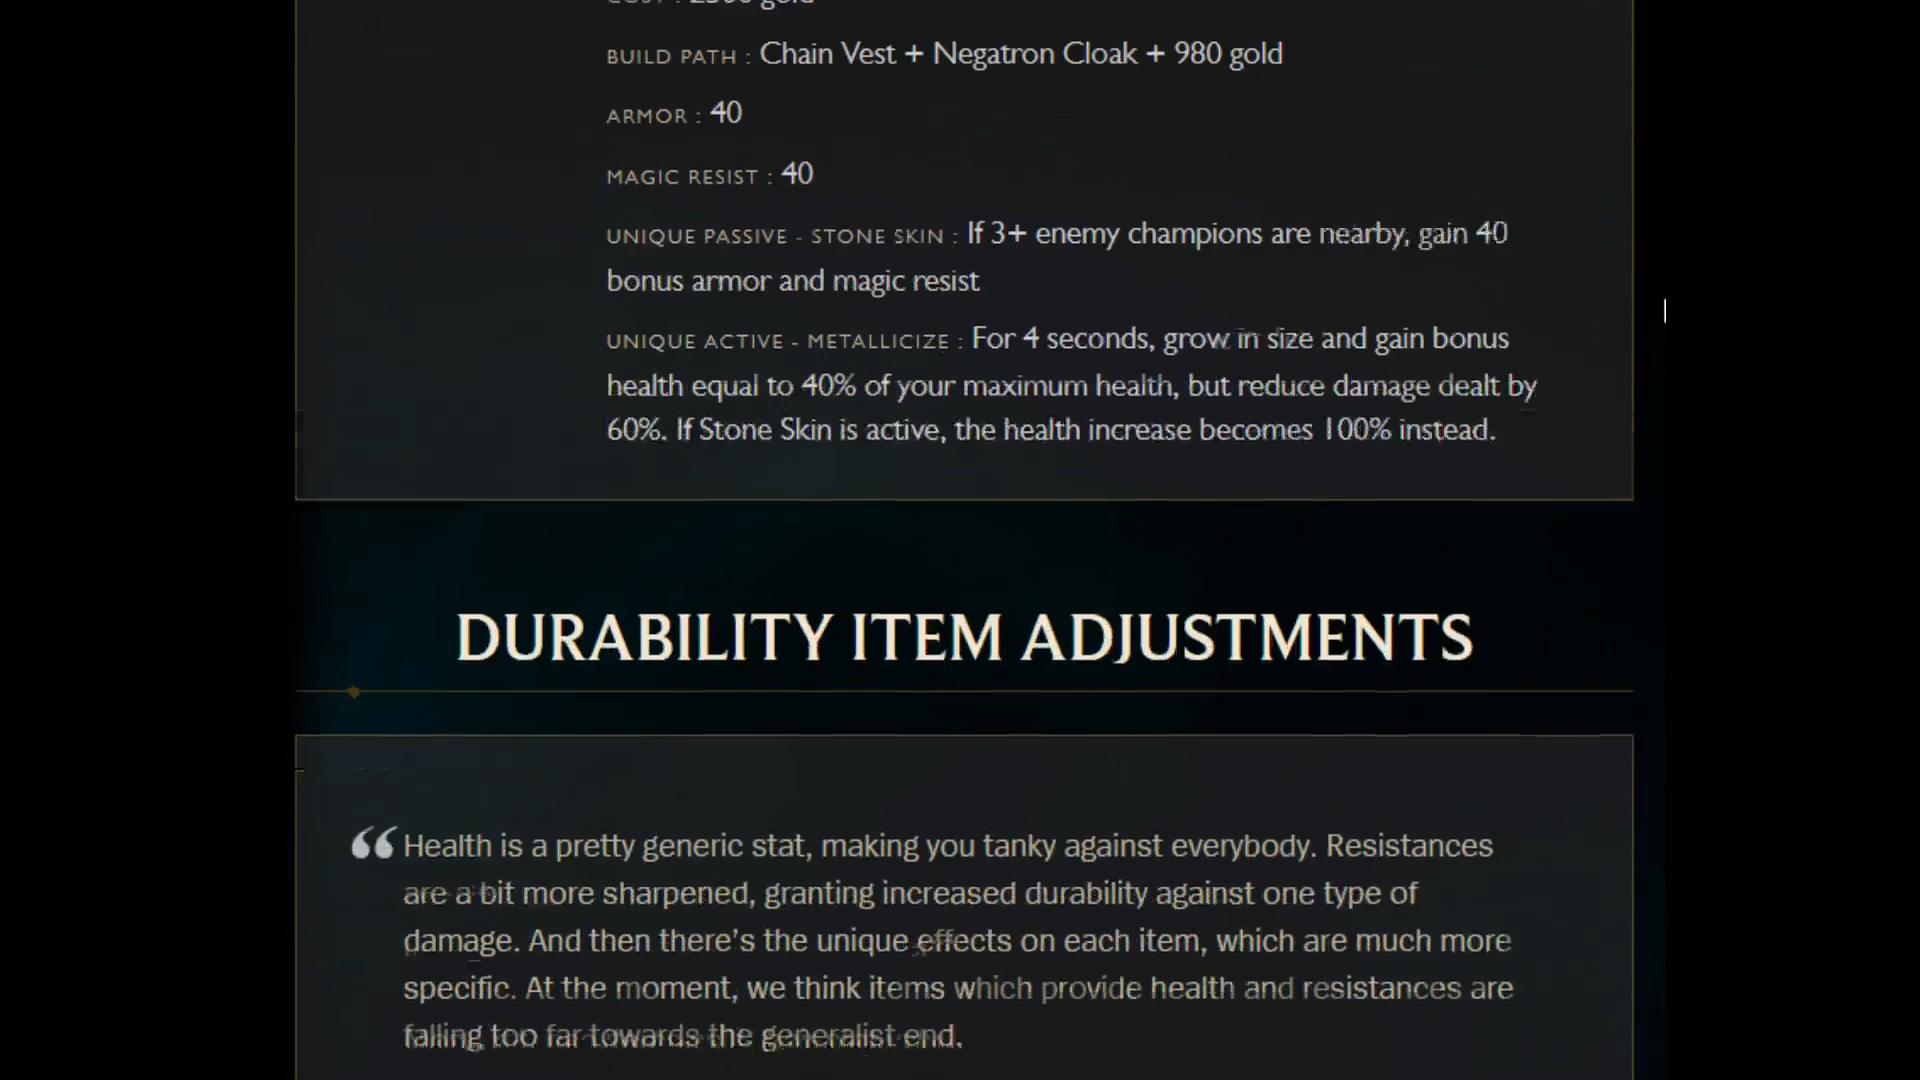 BUILD PATH : Chain Vest + Negatron Cloak + 980 gold
ARMOR : 40
MAGIC RESIST : 40
UNIQUE PASSIVE - STONE SKIN : If 3+ enemy champions are nearby, gain 40
bonus armor and magic resist
UNIQUE ACTIVE - METALLICIZE : For 4 seconds, grow in size and gain bonus
health equal to 40% of your maximum health, but reduce damage dealt by
60%. If Stone Skin is active, the health increase becomes 100% instead.
DURABILITY ITEM ADJUSTMENTS
“Health is a pretty generic stat, making you tanky against everybody. Resistances
are a bit more sharpened, granting increased durability against one type of
damage. And then there’s the unique effects on each item, which are much more
specific. At the moment, we think items which provide health and resistances are
falling too far towards the generalist end.